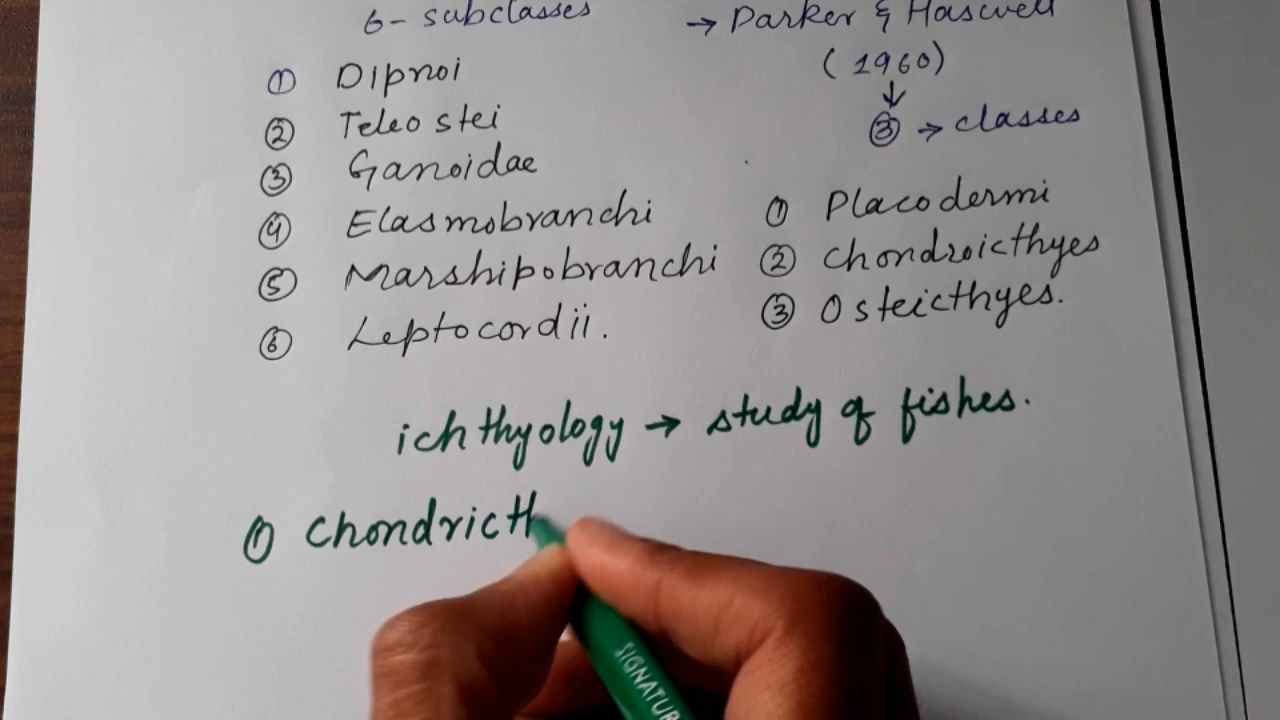 6 - subclasses
① Dipnoi
② Teleostei
③ Ganoidae
④ Elasmobranchi
⑤ Marshipobranchi
⑥ Leptocordii.
→ Parker & Haswell
(1960)
↓
③ → classes
① Placodermi
② Chondroicthyes
③ Osteicthyes.
ichthyology → study of fishes.
① Chondricth
SIGNATUR